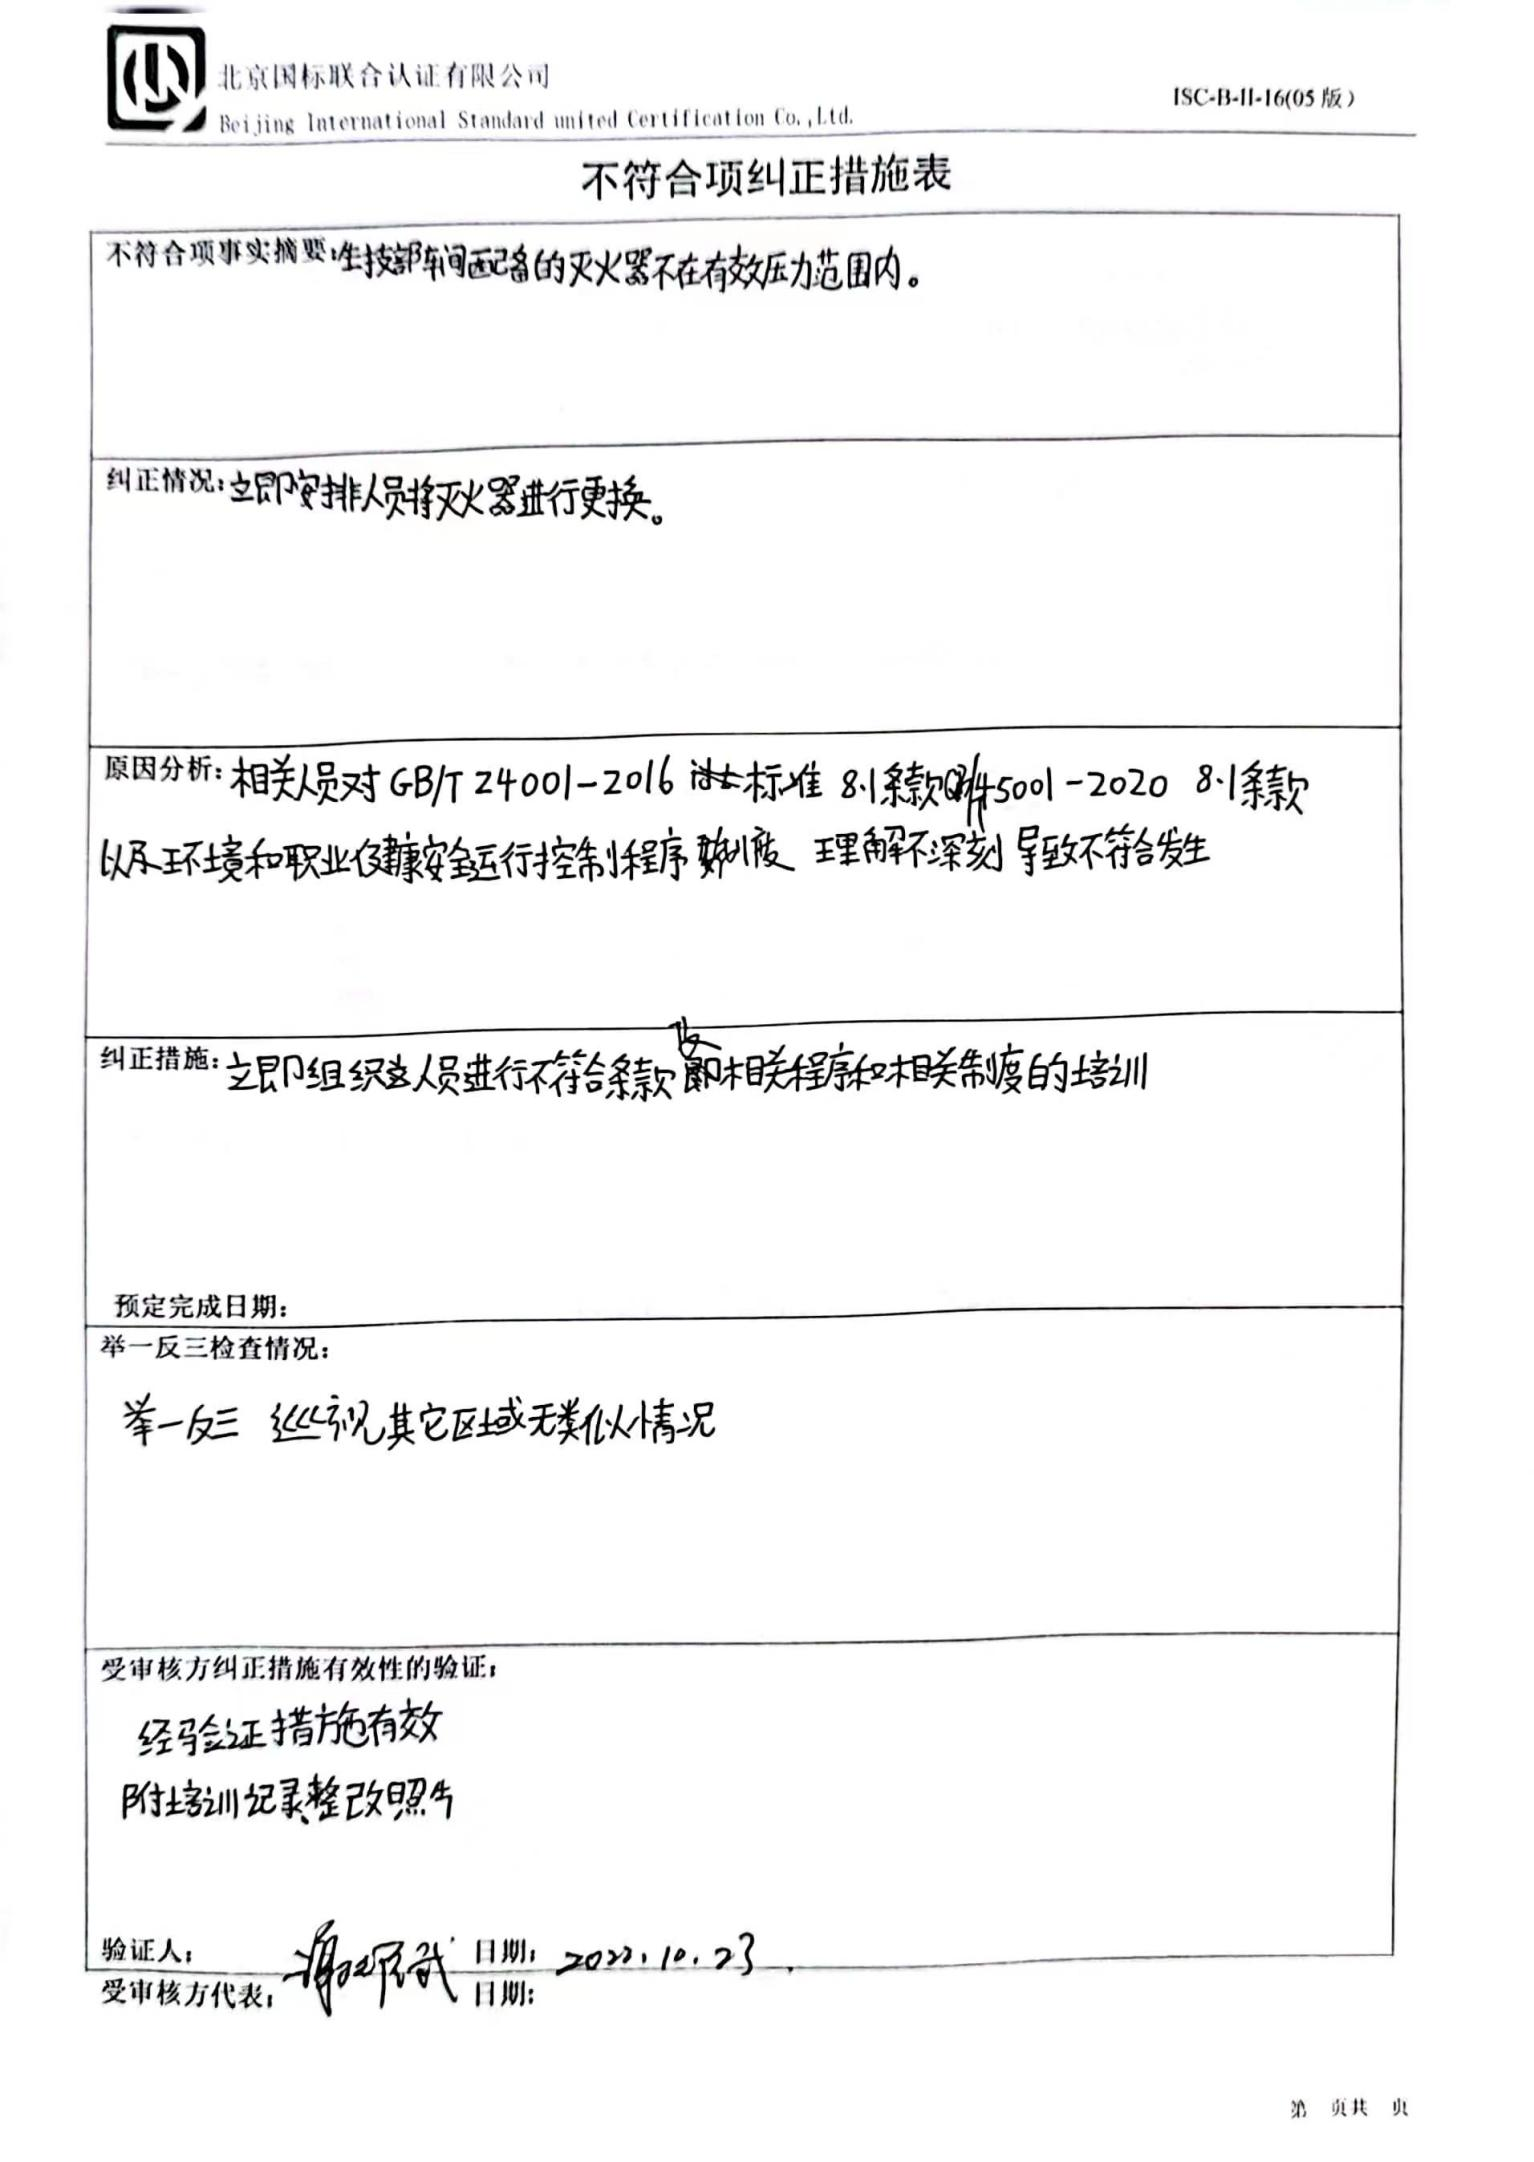 北京国标联合认证有限公司
Beijing International Standard united Certification Co.,Ltd.
ISC-B-II-16(05版)
不符合项纠正措施表
不符合项事实摘要:生技部车间配备的灭火器不在有效压力范围内。
纠正情况:立即安排人员将灭火器进行更换。
原因分析:相关人员对GB/T 24001-2016 标准 8.1条款 45001-2020 8.1条款
以及环境和职业健康安全运行控制程序 制度 理解不深刻 导致不符合发生
纠正措施:立即组织 人员进行不符合条款及相关程序和相关制度的培训
预定完成日期:
举一反三检查情况:
举一反三 巡视其它区域无类似情况
受审核方纠正措施有效性的验证:
经验证措施有效
附培训记录、整改照片
验证人: 日期: 2022.10.23
受审核方代表: 日期:
第 页共 页